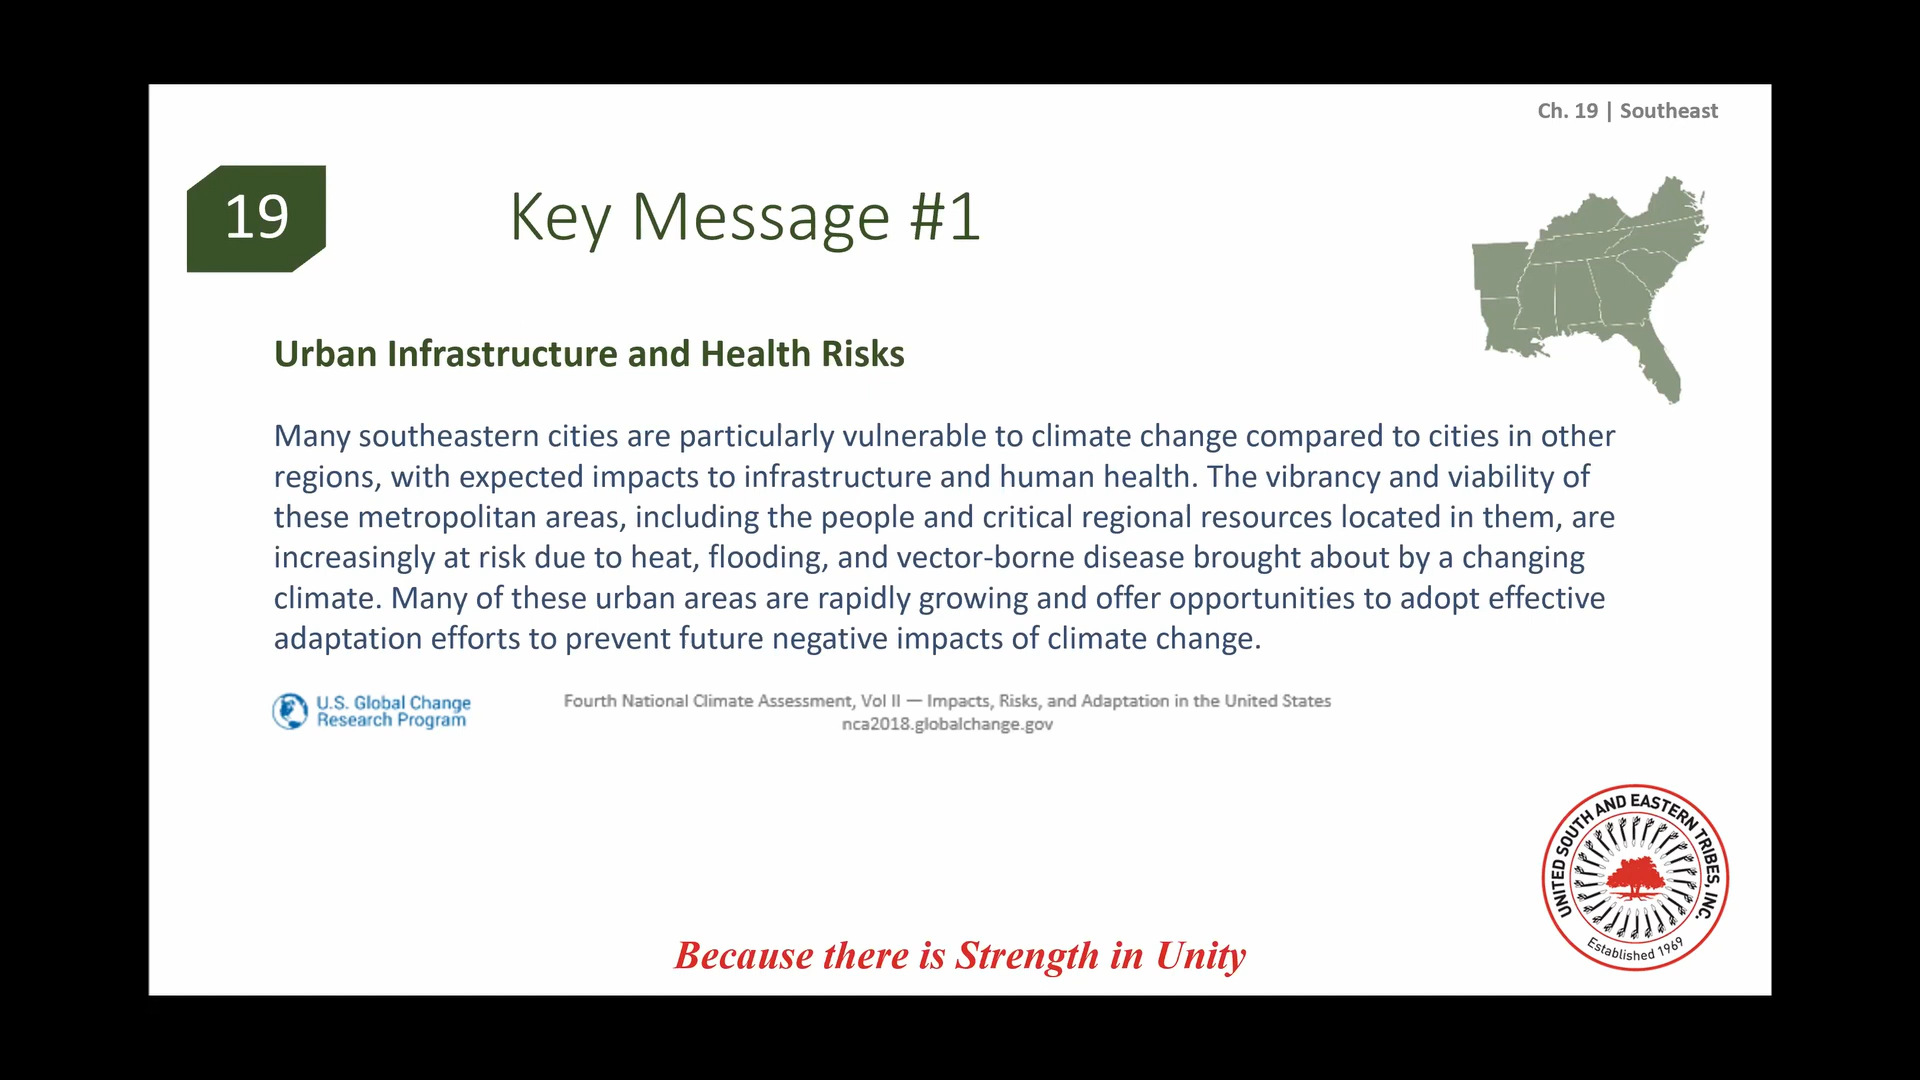 Ch. 19 | Southeast
19
Key Message #1
Urban Infrastructure and Health Risks
Many southeastern cities are particularly vulnerable to climate change compared to cities in other
regions, with expected impacts to infrastructure and human health. The vibrancy and viability of
these metropolitan areas, including the people and critical regional resources located in them, are
increasingly at risk due to heat, flooding, and vector-borne disease brought about by a changing
climate. Many of these urban areas are rapidly growing and offer opportunities to adopt effective
adaptation efforts to prevent future negative impacts of climate change.
U.S. Global Change
Research Program
Fourth National Climate Assessment, Vol II — Impacts, Risks, and Adaptation in the United States
nca2018.globalchange.gov
UNITED SOUTH AND EASTERN TRIBES, INC.
Established 1969
Because there is Strength in Unity